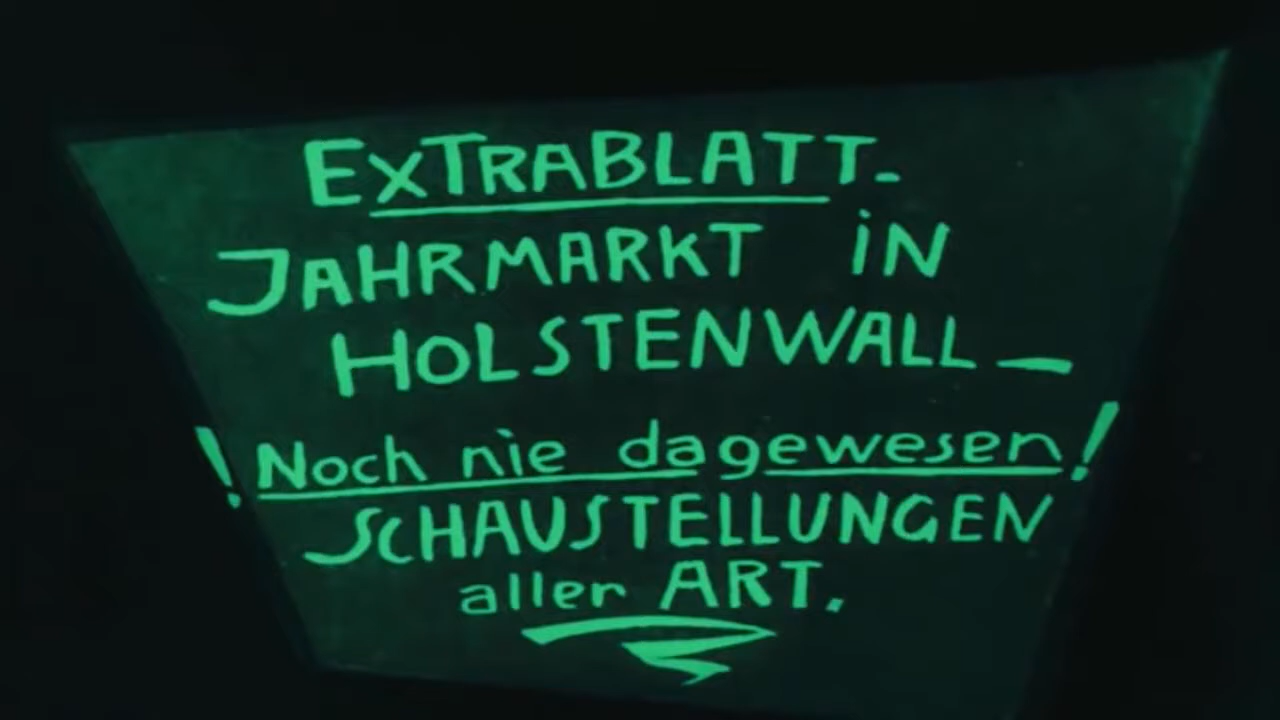 ExTRABLATT-
JAHRMARKT iN
HOLSTENWALL –
! Noch nie dagewesen !
SCHAUSTELLUNGEN
aller ART.